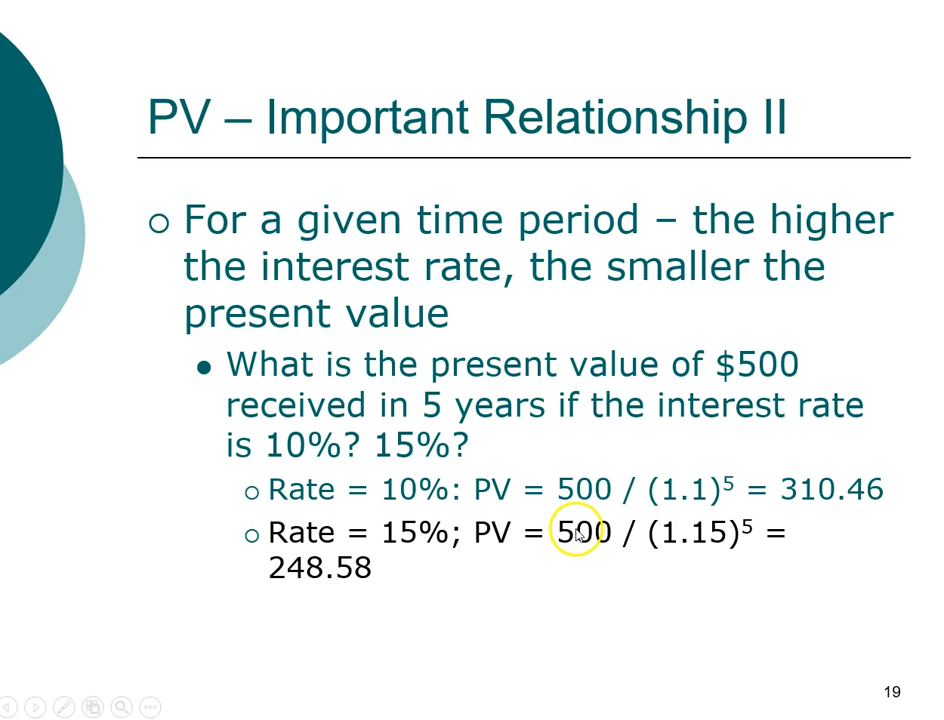 PV – Important Relationship II
For a given time period – the higher
the interest rate, the smaller the
present value
What is the present value of $500
received in 5 years if the interest rate
is 10%? 15%?
Rate = 10%: PV = 500 / (1.1)⁵ = 310.46
Rate = 15%; PV = 500 / (1.15)⁵ =
248.58
19